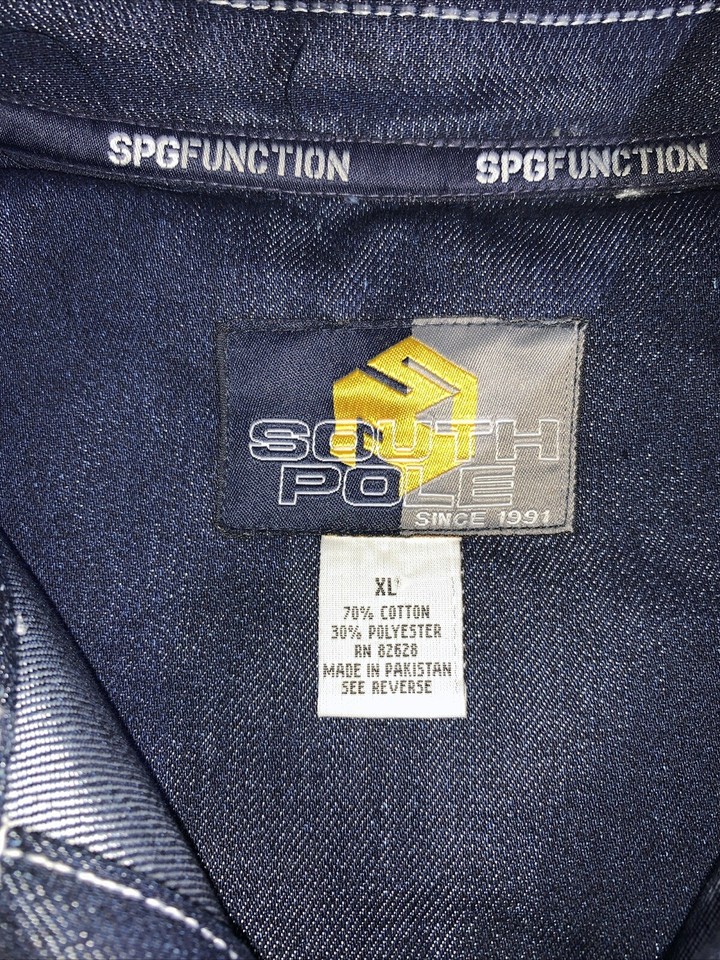 SPGFUNCTION SPGFUNCTION
SOUTH
POLE
SINCE 1991
XL
70% COTTON
30% POLYESTER
RN 82628
MADE IN PAKISTAN
SEE REVERSE